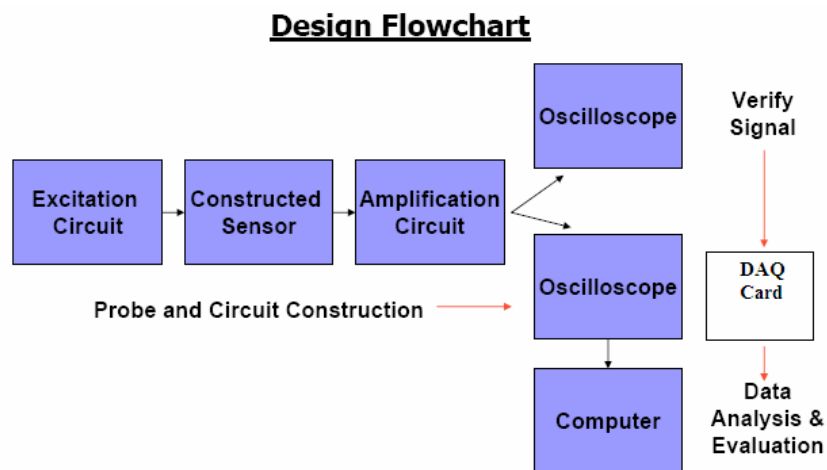 Design Flowchart
Oscilloscope
Verify
Signal
Excitation
Circuit
Constructed
Sensor
Amplification
Circuit
Oscilloscope
DAQ
Card
Probe and Circuit Construction
Computer
Data
Analysis &
Evaluation